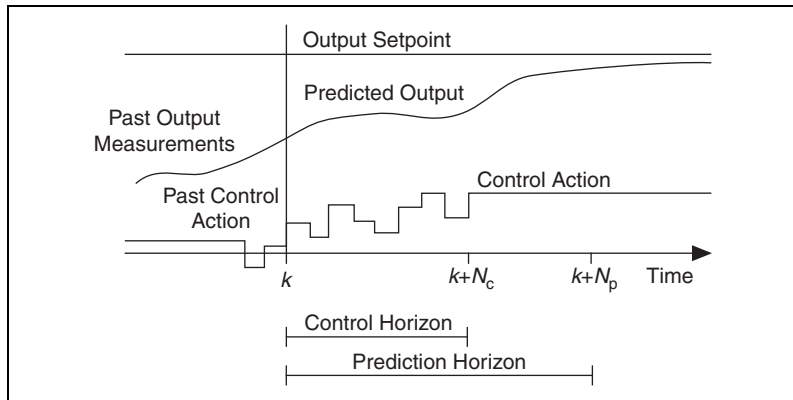 Output Setpoint
Predicted Output
Past Output
Measurements
Past Control
Action
Control Action
k
k+Nc
k+Np
Time
Control Horizon
Prediction Horizon